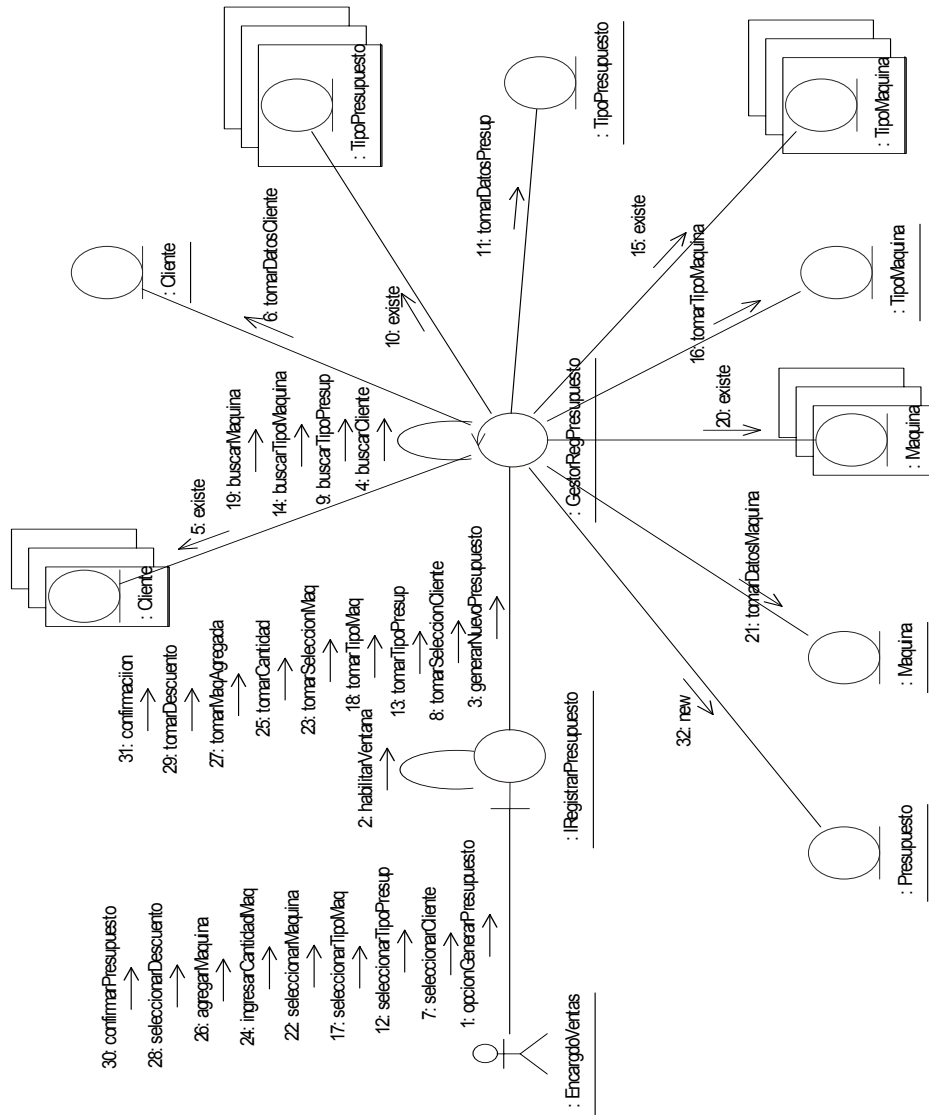 30: confirmarPresupuesto
28: seleccionarDescuento
26: agregarMaquina
24: ingresarCantidadMaq
22: seleccionarMaquina
17: seleccionarTipoMaq
12: seleccionarTipoPresup
7: seleccionarCliente
1: opcionGenerarPresupuesto
: EncargdoVentas
31: confirmaciion
29: tomarDescuento
27: tomarMaqAgregada
25: tomarCantidad
23: tomarSeleccionMaq
18: tomarTipoMaq
13: tomarTipoPresup
8: tomarSeleccionCliente
3: generarNuevoPresupuesto
2: habilitarVentana
: IRegistrarPresupuesto
19: buscarMaquina
14: buscarTipoMaquina
9: buscarTipoPresup
4: buscarCliente
: GestorRegPresupuesto
5: existe
: Cliente
6: tomarDatosCliente
: Cliente
10: existe
: TipoPresupuesto
11: tomarDatosPresup
: TipoPresupuesto
15: existe
: TipoMaquina
16: tomarTipoMaquina
: TipoMaquina
20: existe
: Maquina
21: tomarDatosMaquina
: Maquina
32: new
: Presupuesto